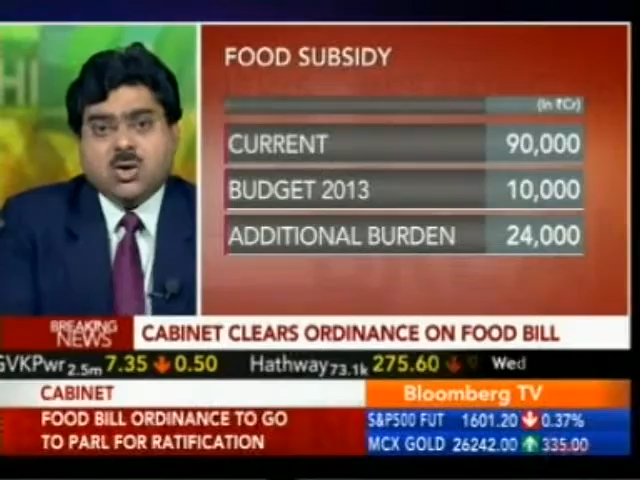 HI
FOOD SUBSIDY
(In ₹Cr)
CURRENT 90,000
BUDGET 2013 10,000
ADDITIONAL BURDEN 24,000
BREAKING NEWS
CABINET CLEARS ORDINANCE ON FOOD BILL
GVKPwr 2.5m 7.35 0.50 Hathway 73.1k 275.60 Wed
CABINET
Bloomberg TV
FOOD BILL ORDINANCE TO GO
TO PARL FOR RATIFICATION
S&P500 FUT 1601.20 0.37%
MCX GOLD 26242.00 335.00